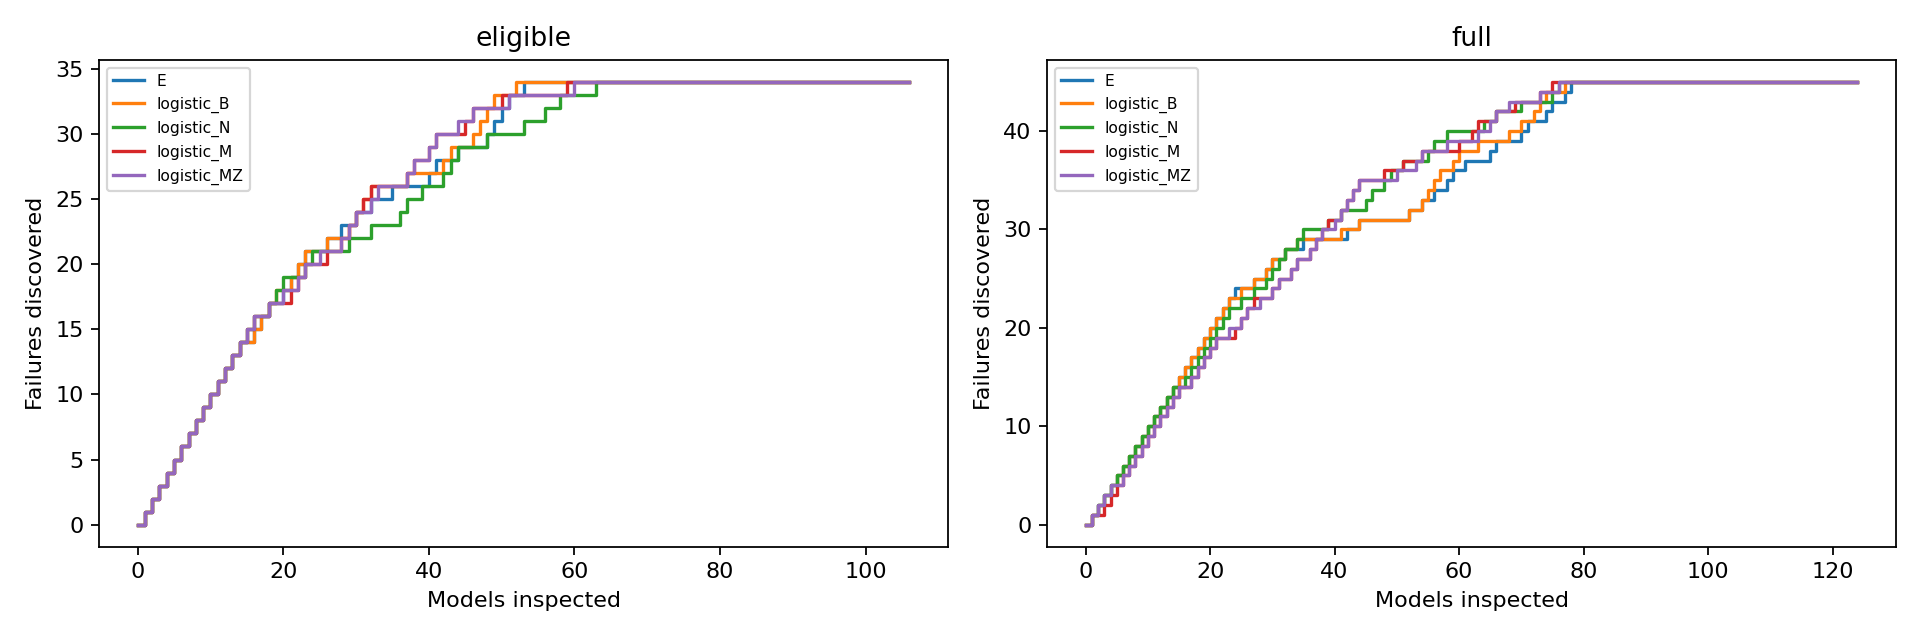 eligible
Failures discovered
35
30
25
20
15
10
5
0
E
logistic_B
logistic_N
logistic_M
logistic_MZ
0 20 40 60 80 100
Models inspected
full
Failures discovered
40
30
20
10
0
E
logistic_B
logistic_N
logistic_M
logistic_MZ
0 20 40 60 80 100 120
Models inspected